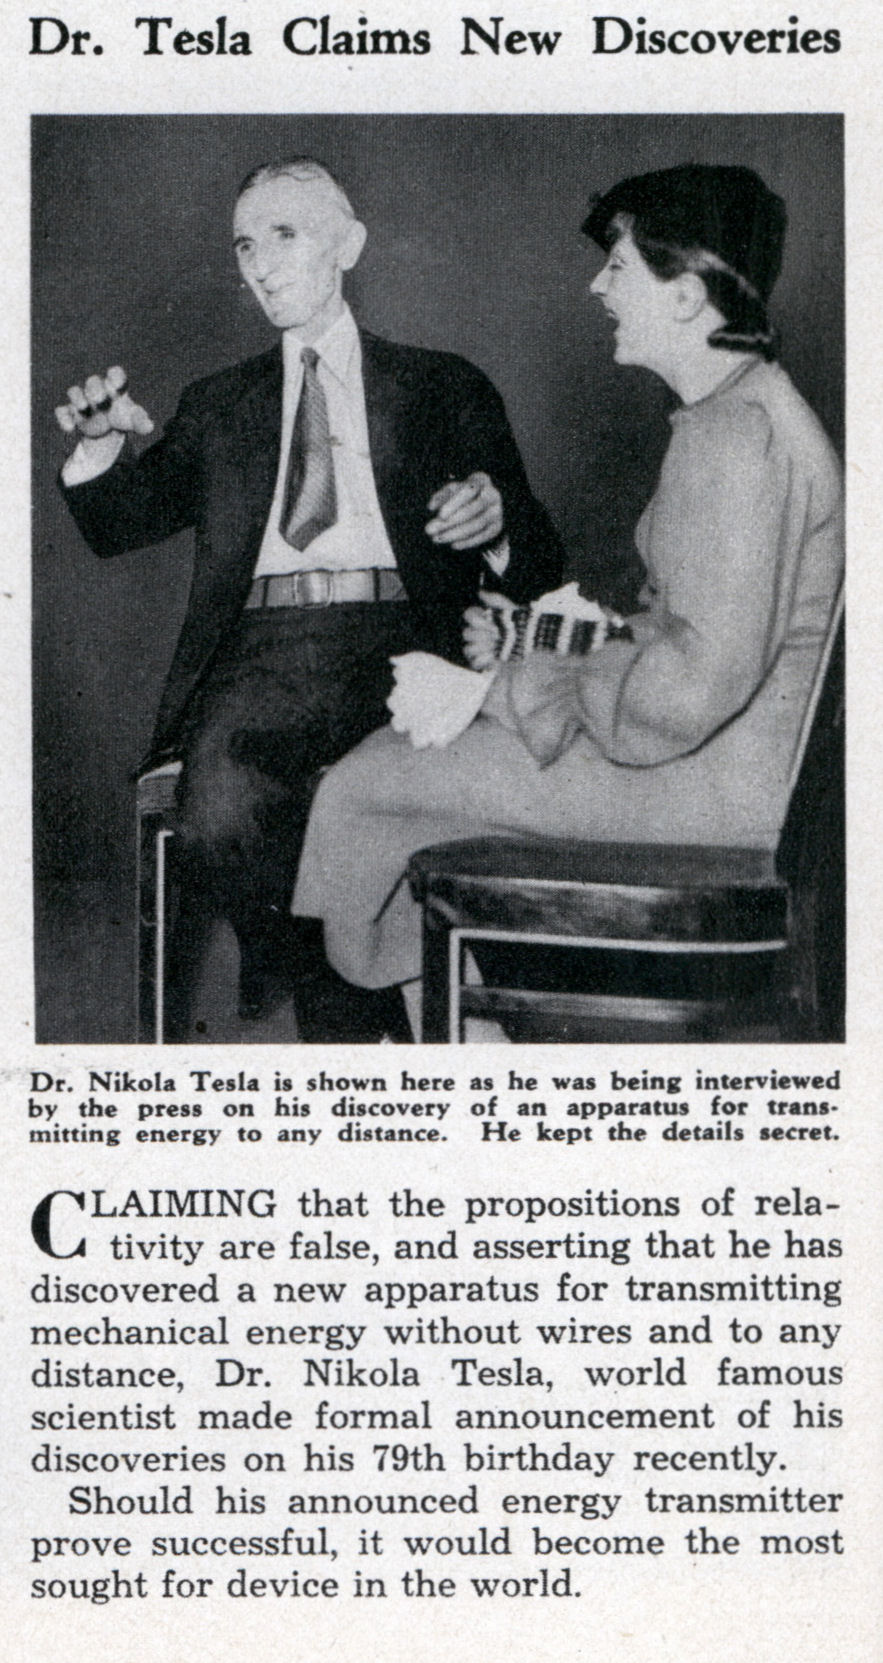 Dr. Tesla Claims New Discoveries
Dr. Nikola Tesla is shown here as he was being interviewed
by the press on his discovery of an apparatus for trans-
mitting energy to any distance. He kept the details secret.
CLAIMING that the propositions of rela-
tivity are false, and asserting that he has
discovered a new apparatus for transmitting
mechanical energy without wires and to any
distance, Dr. Nikola Tesla, world famous
scientist made formal announcement of his
discoveries on his 79th birthday recently.
Should his announced energy transmitter
prove successful, it would become the most
sought for device in the world.